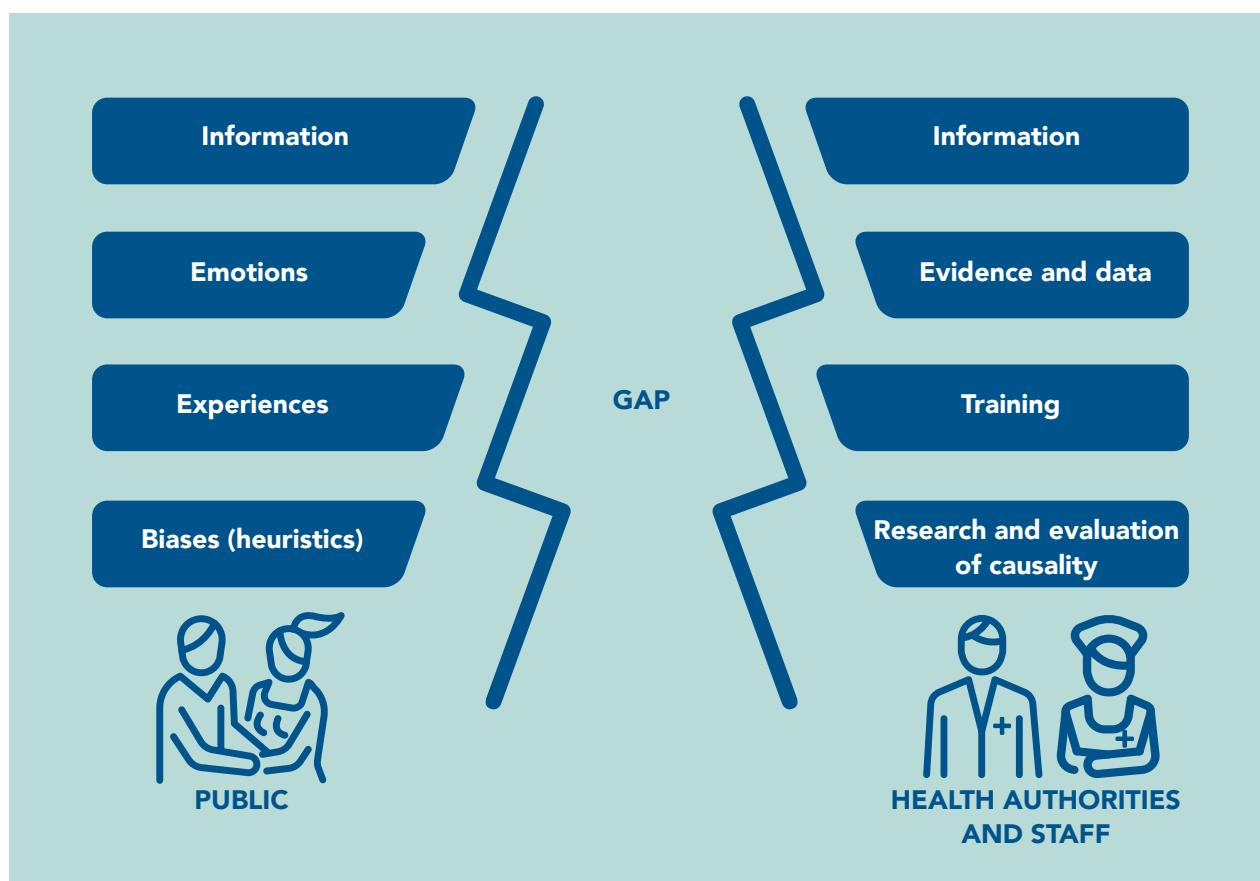 Information
Emotions
Experiences
Biases (heuristics)
PUBLIC
GAP
Information
Evidence and data
Training
Research and evaluation
of causality
HEALTH AUTHORITIES
AND STAFF